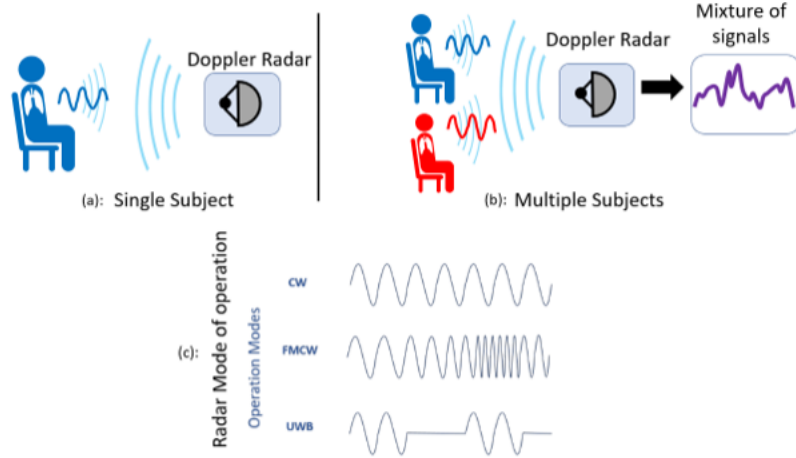 Doppler Radar
(a): Single Subject
Doppler Radar
Mixture of
signals
(b): Multiple Subjects
(c):
Radar Mode of operation
Operation Modes
CW
FMCW
UWB